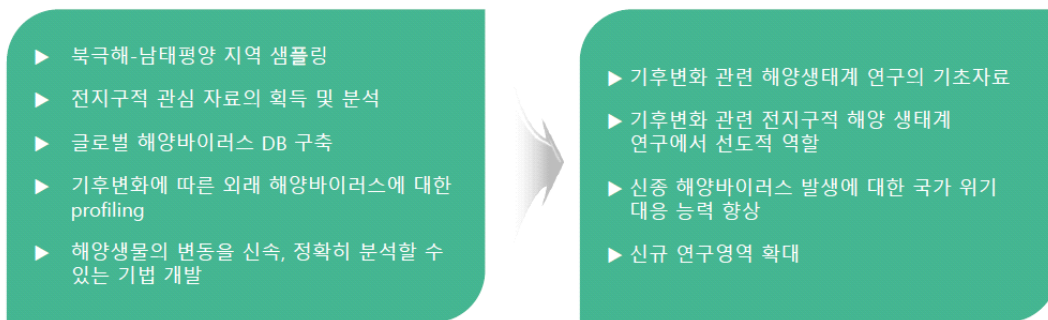 ▶ 북극해-남태평양 지역 샘플링
▶ 전지구적 관심 자료의 획득 및 분석
▶ 글로벌 해양바이러스 DB 구축
▶ 기후변화에 따른 외래 해양바이러스에 대한
profiling
▶ 해양생물의 변동을 신속, 정확히 분석할 수
있는 기법 개발
▶ 기후변화 관련 해양생태계 연구의 기초자료
▶ 기후변화 관련 전지구적 해양 생태계
연구에서 선도적 역할
▶ 신종 해양바이러스 발생에 대한 국가 위기
대응 능력 향상
▶ 신규 연구영역 확대